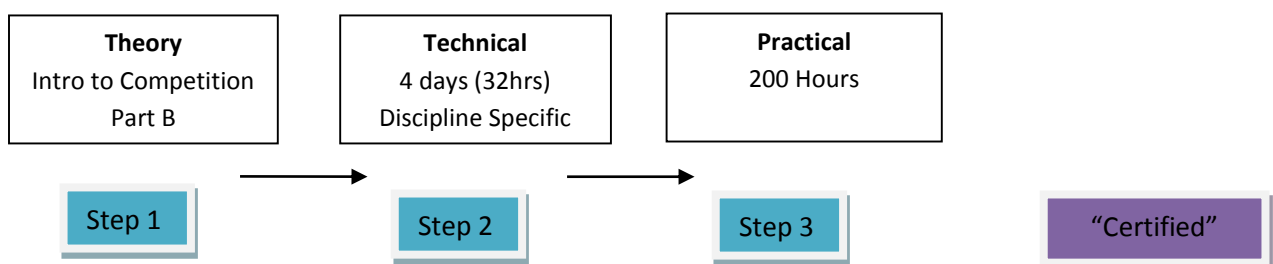 Theory
Intro to Competition
Part B
Technical
4 days (32hrs)
Discipline Specific
Practical
200 Hours
Step 1
Step 2
Step 3
“Certified”